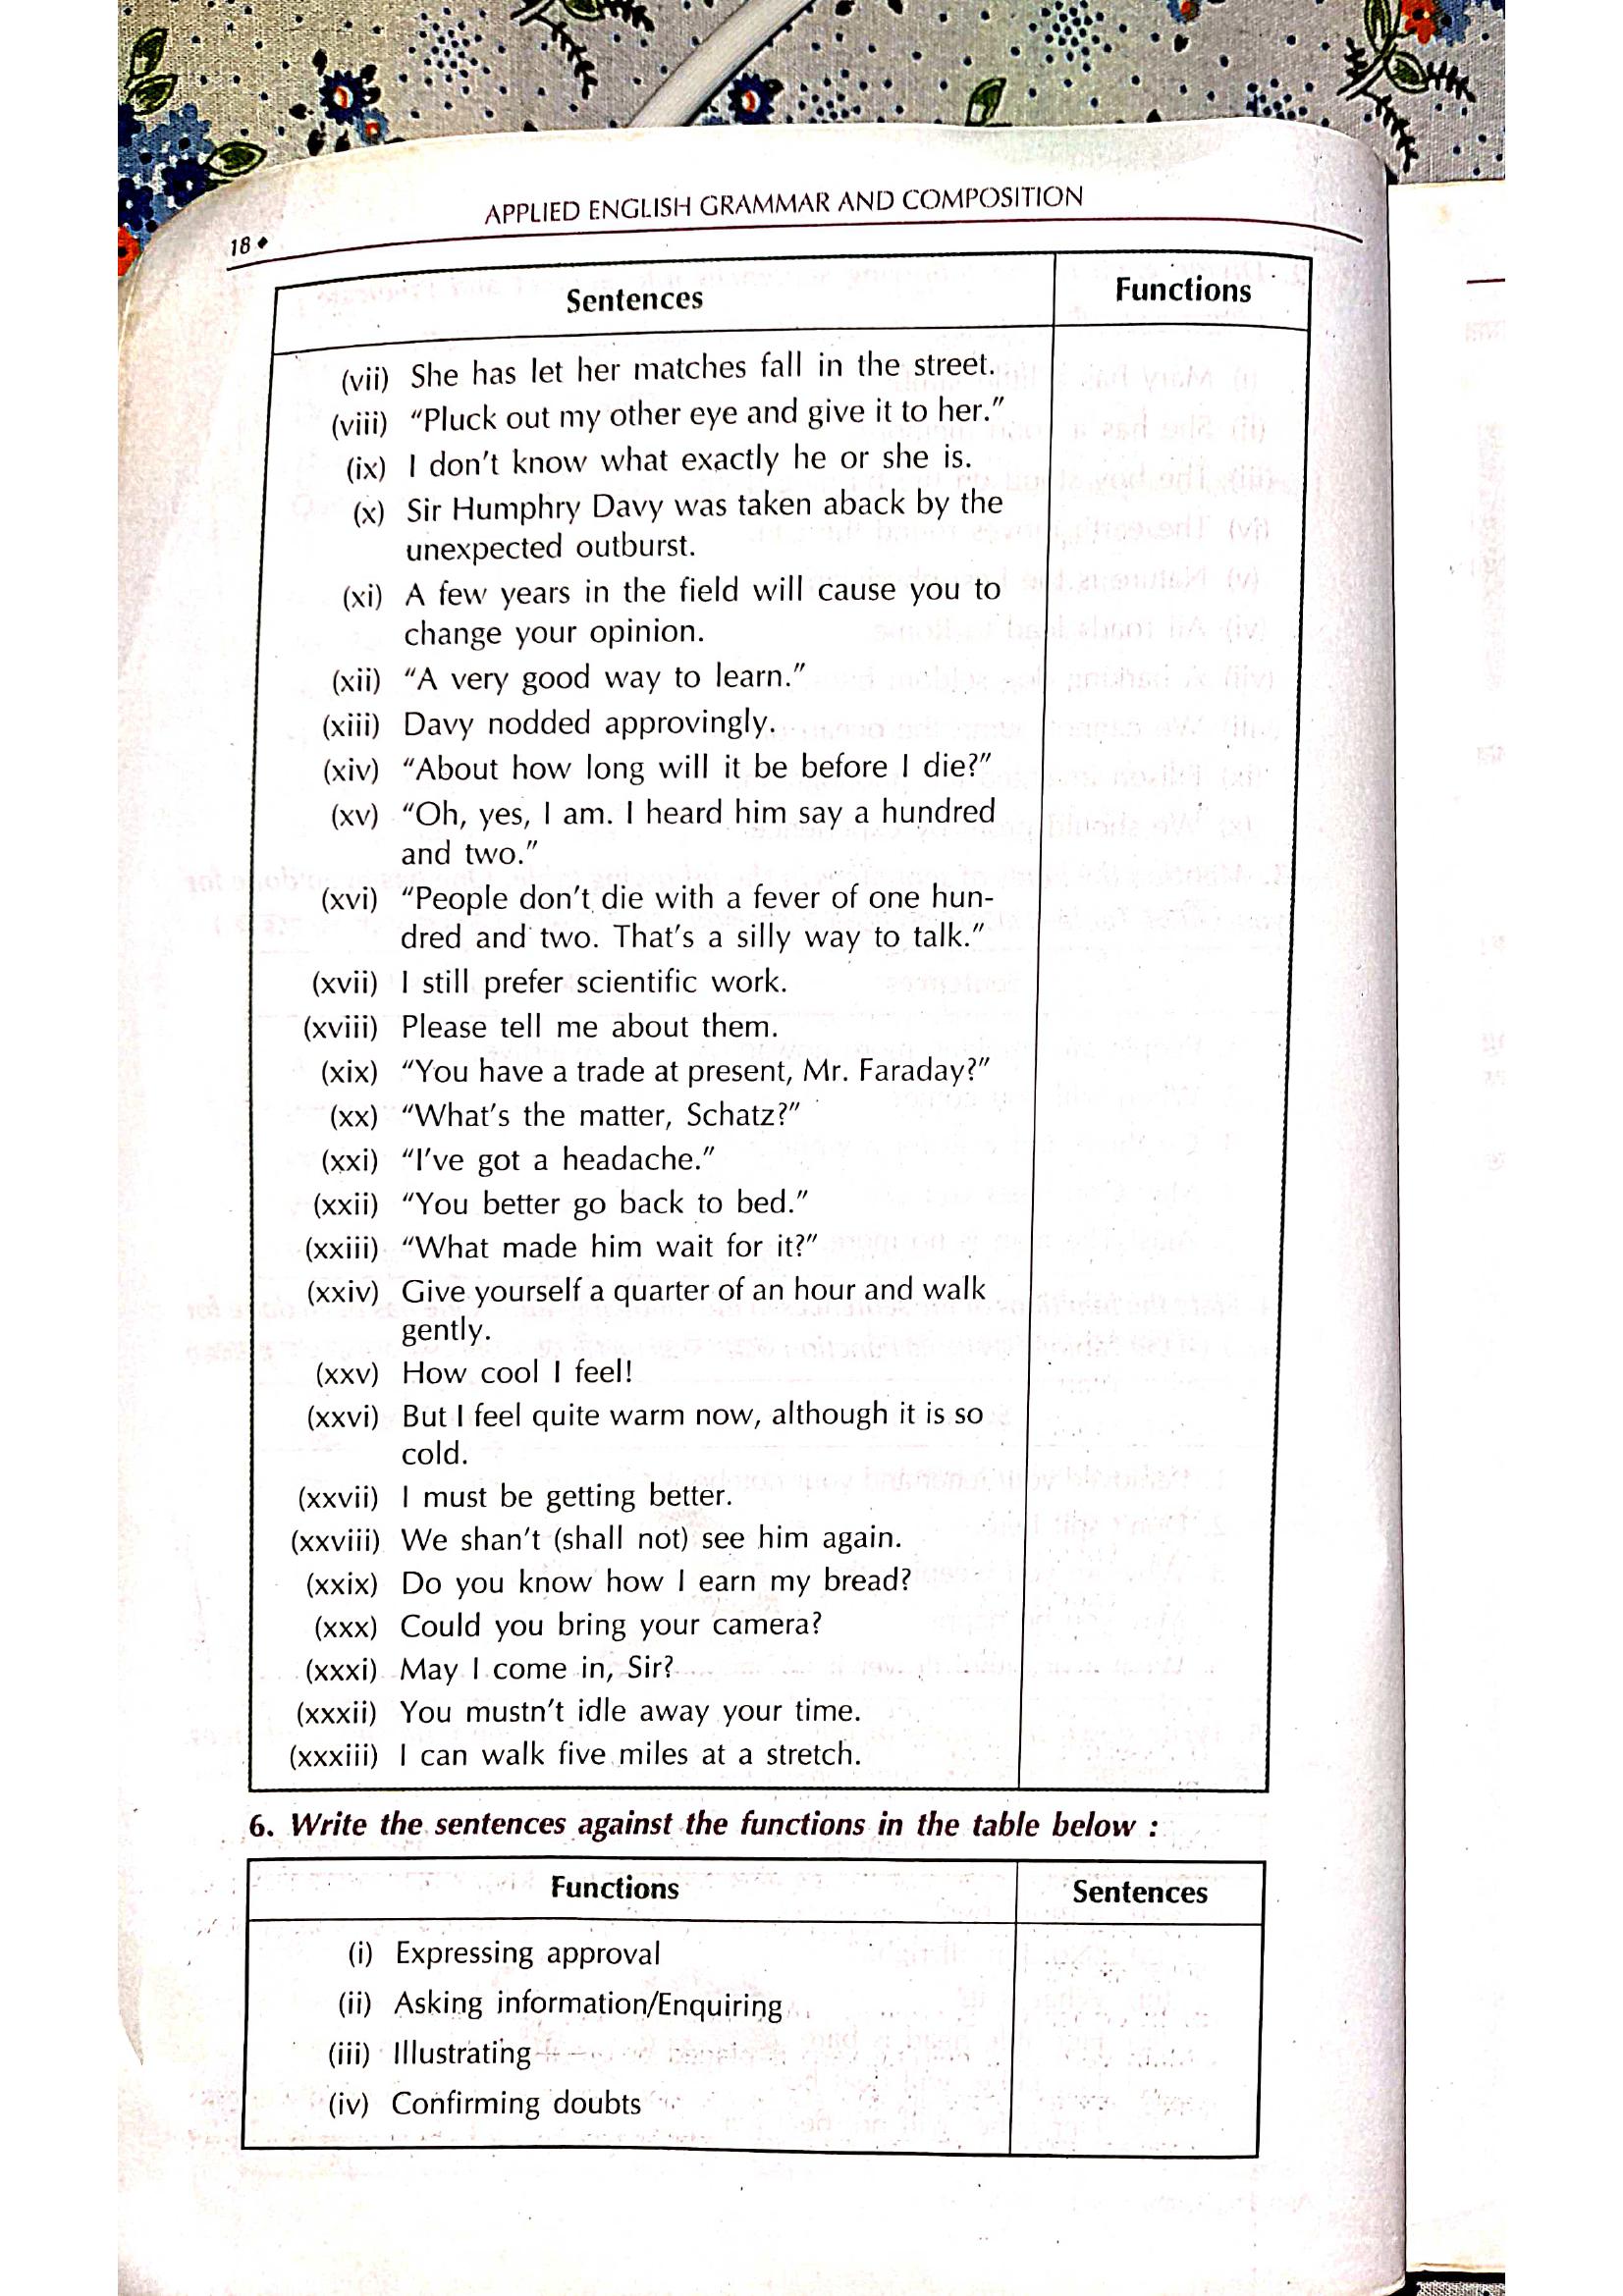 APPLIED ENGLISH GRAMMAR AND COMPOSITION
18♦
Sentences
Functions
(vii) She has let her matches fall in the street.
(viii) “Pluck out my other eye and give it to her.”
(ix) I don’t know what exactly he or she is.
(x) Sir Humphry Davy was taken aback by the
unexpected outburst.
(xi) A few years in the field will cause you to
change your opinion.
(xii) “A very good way to learn.”
(xiii) Davy nodded approvingly.
(xiv) “About how long will it be before I die?”
(xv) “Oh, yes, I am. I heard him say a hundred
and two.”
(xvi) “People don’t die with a fever of one hun-
dred and two. That’s a silly way to talk.”
(xvii) I still prefer scientific work.
(xviii) Please tell me about them.
(xix) “You have a trade at present, Mr. Faraday?”
(xx) “What’s the matter, Schatz?”
(xxi) “I’ve got a headache.”
(xxii) “You better go back to bed.”
(xxiii) “What made him wait for it?”
(xxiv) Give yourself a quarter of an hour and walk
gently.
(xxv) How cool I feel!
(xxvi) But I feel quite warm now, although it is so
cold.
(xxvii) I must be getting better.
(xxviii) We shan’t (shall not) see him again.
(xxix) Do you know how I earn my bread?
(xxx) Could you bring your camera?
(xxxi) May I come in, Sir?
(xxxii) You mustn’t idle away your time.
(xxxiii) I can walk five miles at a stretch.
6. Write the sentences against the functions in the table below :
Functions
Sentences
(i) Expressing approval
(ii) Asking information/Enquiring
(iii) Illustrating
(iv) Confirming doubts